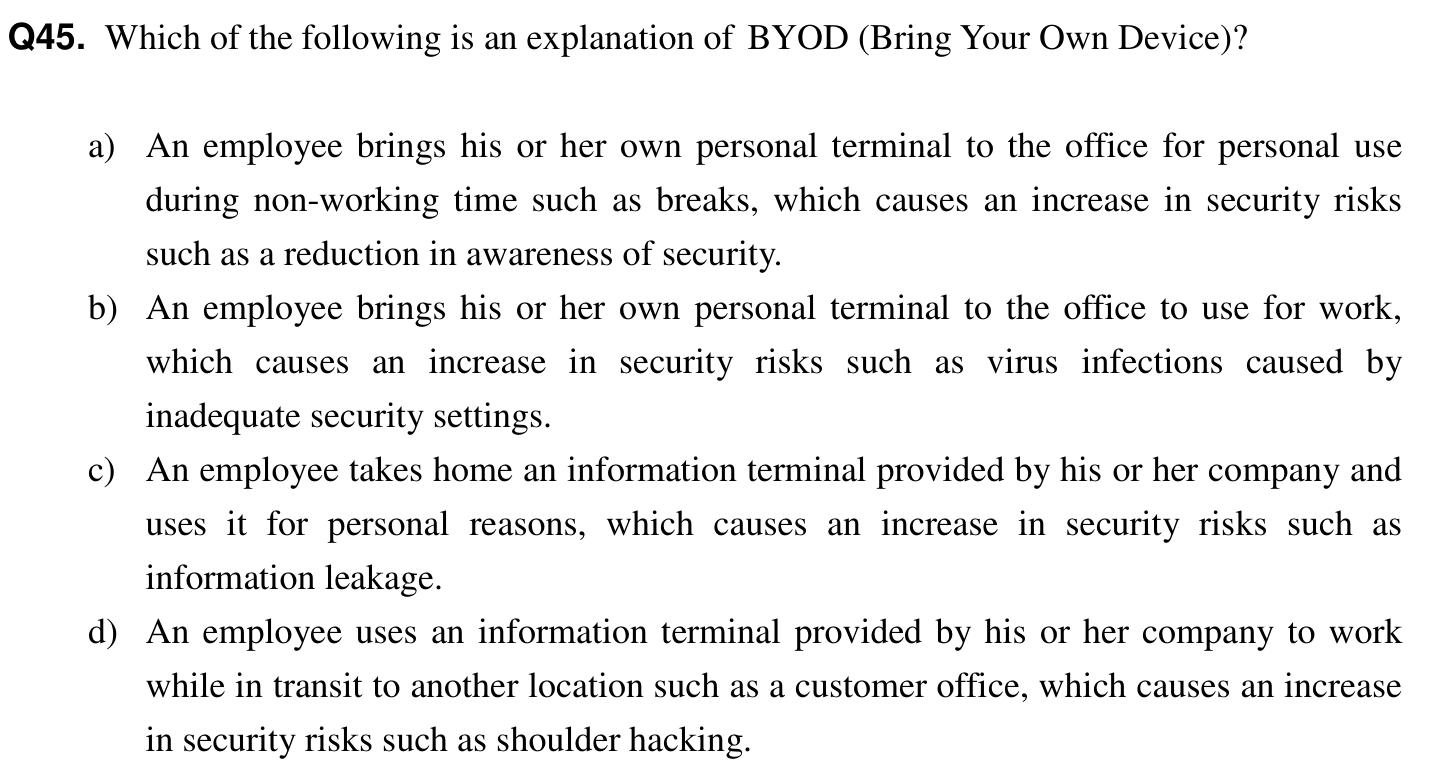 Q45. Which of the following is an explanation of BYOD (Bring Your Own Device)?
a) An employee brings his or her own personal terminal to the office for personal use
during non-working time such as breaks, which causes an increase in security risks
such as a reduction in awareness of security.
b) An employee brings his or her own personal terminal to the office to use for work,
which causes an increase in security risks such as virus infections caused by
inadequate security settings.
c) An employee takes home an information terminal provided by his or her company and
uses it for personal reasons, which causes an increase in security risks such as
information leakage.
d) An employee uses an information terminal provided by his or her company to work
while in transit to another location such as a customer office, which causes an increase
in security risks such as shoulder hacking.